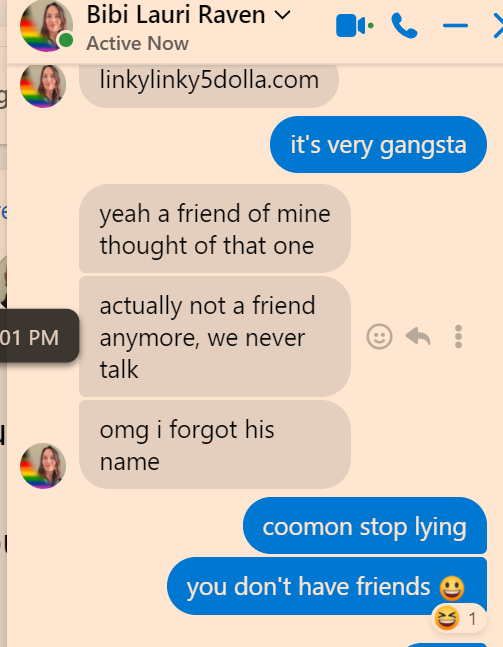 Bibi Lauri Raven
Active Now
linkylinky5dolla.com
it's very gangsta
yeah a friend of mine
thought of that one
actually not a friend
anymore, we never
talk
01 PM
omg i forgot his
name
coomon stop lying
you don't have friends 😃
😆 1